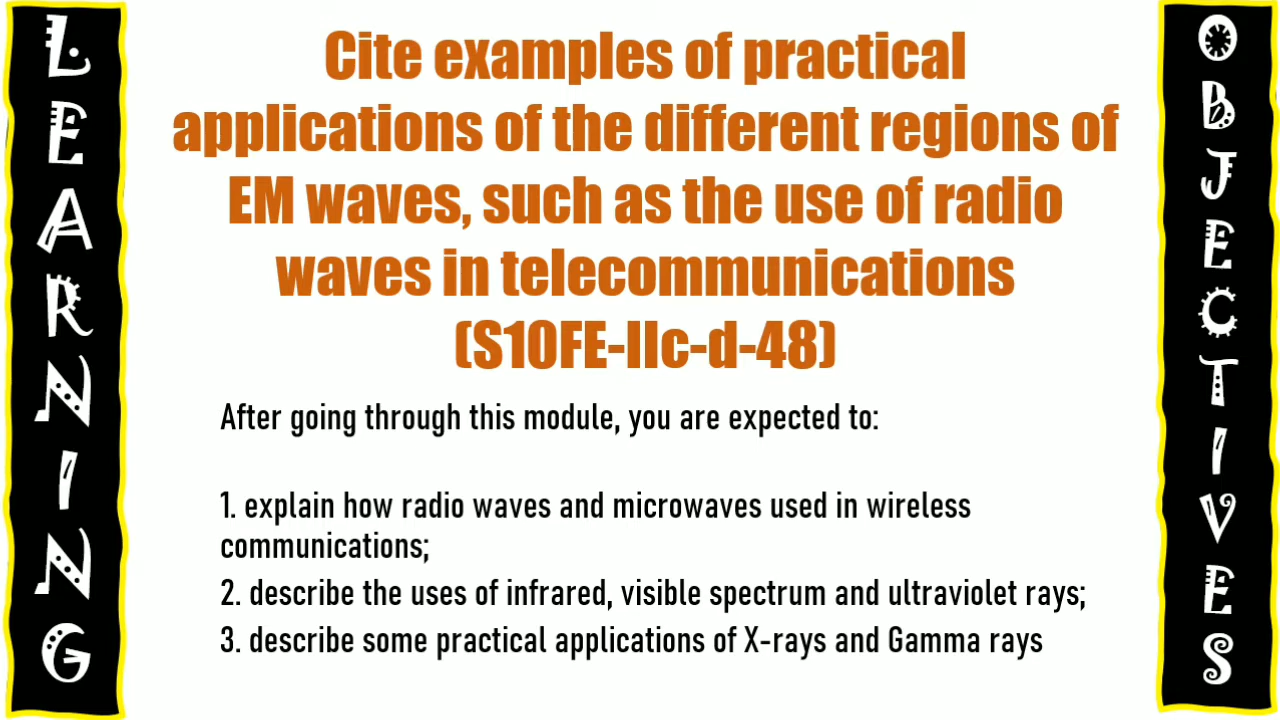 LEARNING
Cite examples of practical
applications of the different regions of
EM waves, such as the use of radio
waves in telecommunications
(S10FE-IIc-d-48)
After going through this module, you are expected to:
1. explain how radio waves and microwaves used in wireless
communications;
2. describe the uses of infrared, visible spectrum and ultraviolet rays;
3. describe some practical applications of X-rays and Gamma rays
OBJECTIVES